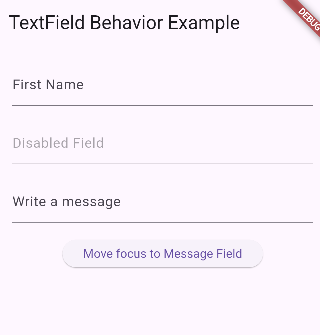 TextField Behavior Example
DEBUG
First Name
Disabled Field
Write a message
Move focus to Message Field